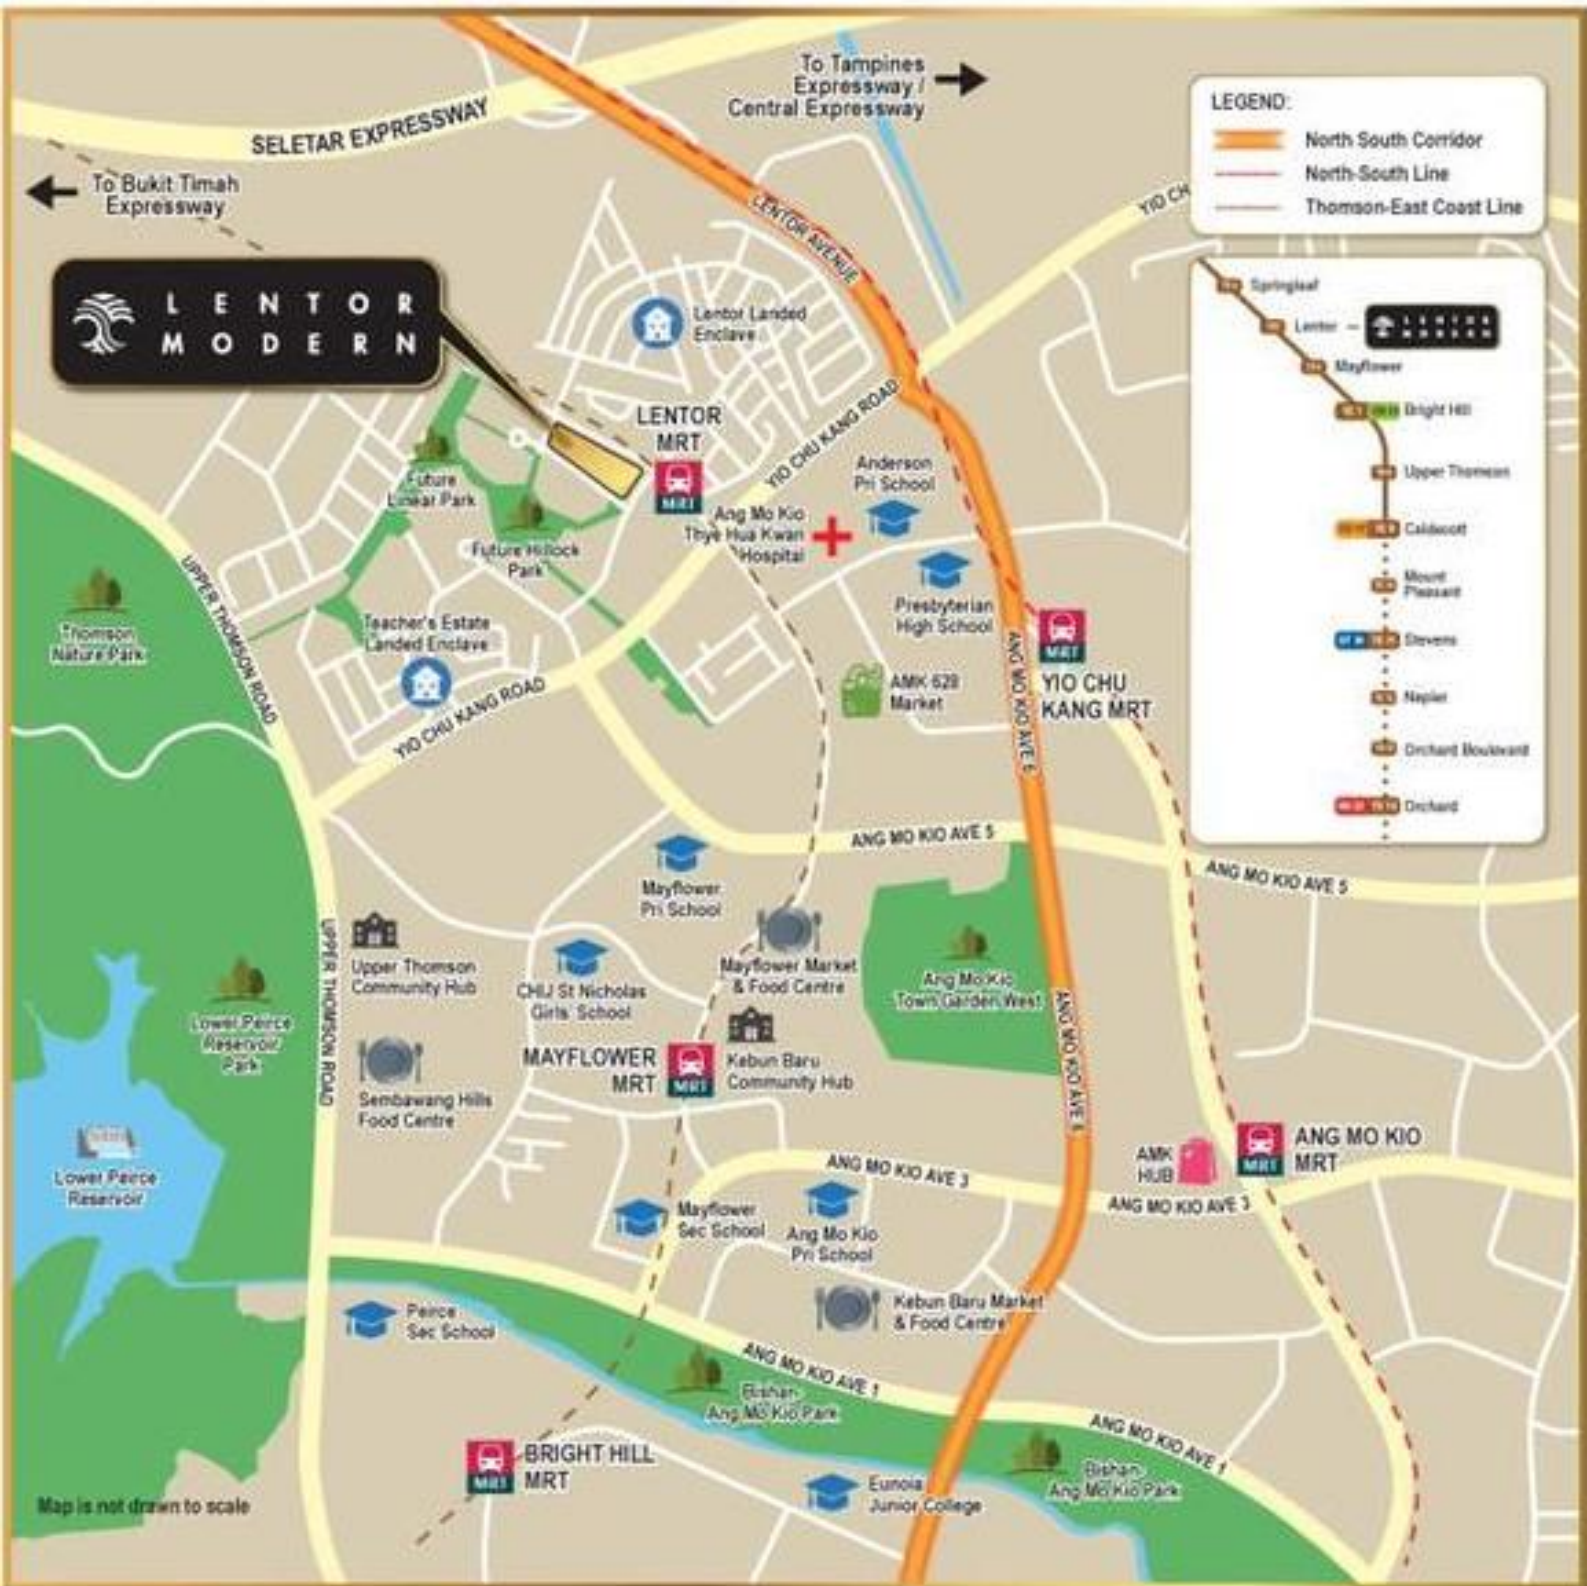 To Tampines
Expressway /
Central Expressway
SELETAR EXPRESSWAY
To Bukit Timah
Expressway
LEGEND:
North South Corridor
North-South Line
Thomson-East Coast Line
YIO CH
LENTOR AVENUE
LENTOR
MODERN
Lentor Landed
Enclave
LENTOR
MRT
MRT
YIO CHU KANG ROAD
Anderson
Pri School
Future
Linear Park
Ang Mo Kio
Thye Hua Kwan
Hospital
Future Hillock
Park
UPPER THOMSON ROAD
Presbyterian
High School
Thomson
Nature Park
Teacher's Estate
Landed Enclave
MRT
YIO CHU
KANG MRT
ANG MO KIO AVE 6
AMK 628
Market
YIO CHU KANG ROAD
Springleaf
Lentor
Mayflower
Bright Hill
Upper Thomson
Caldecott
Mount
Pleasant
Stevens
Napier
Orchard Boulevard
Orchard
ANG MO KIO AVE 5
ANG MO KIO AVE 5
Mayflower
Pri School
Upper Thomson
Community Hub
UPPER THOMSON ROAD
CHIJ St Nicholas
Girls' School
Mayflower Market
& Food Centre
Ang Mo Kio
Town Garden West
ANG MO KIO AVE 6
Lower Peirce
Reservoir
Park
MAYFLOWER
MRT
MRT
Kebun Baru
Community Hub
Sembawang Hills
Food Centre
Lower Peirce
Reservoir
AMK
HUB
MRT
ANG MO KIO
MRT
ANG MO KIO AVE 3
ANG MO KIO AVE 3
Mayflower
Sec School
Ang Mo Kio
Pri School
Peirce
Sec School
Kebun Baru Market
& Food Centre
ANG MO KIO AVE 1
Bishan-
Ang Mo Kio Park
ANG MO KIO AVE 1
MRT
BRIGHT HILL
MRT
Eunoia
Junior College
Bishan-
Ang Mo Kio Park
Map is not drawn to scale